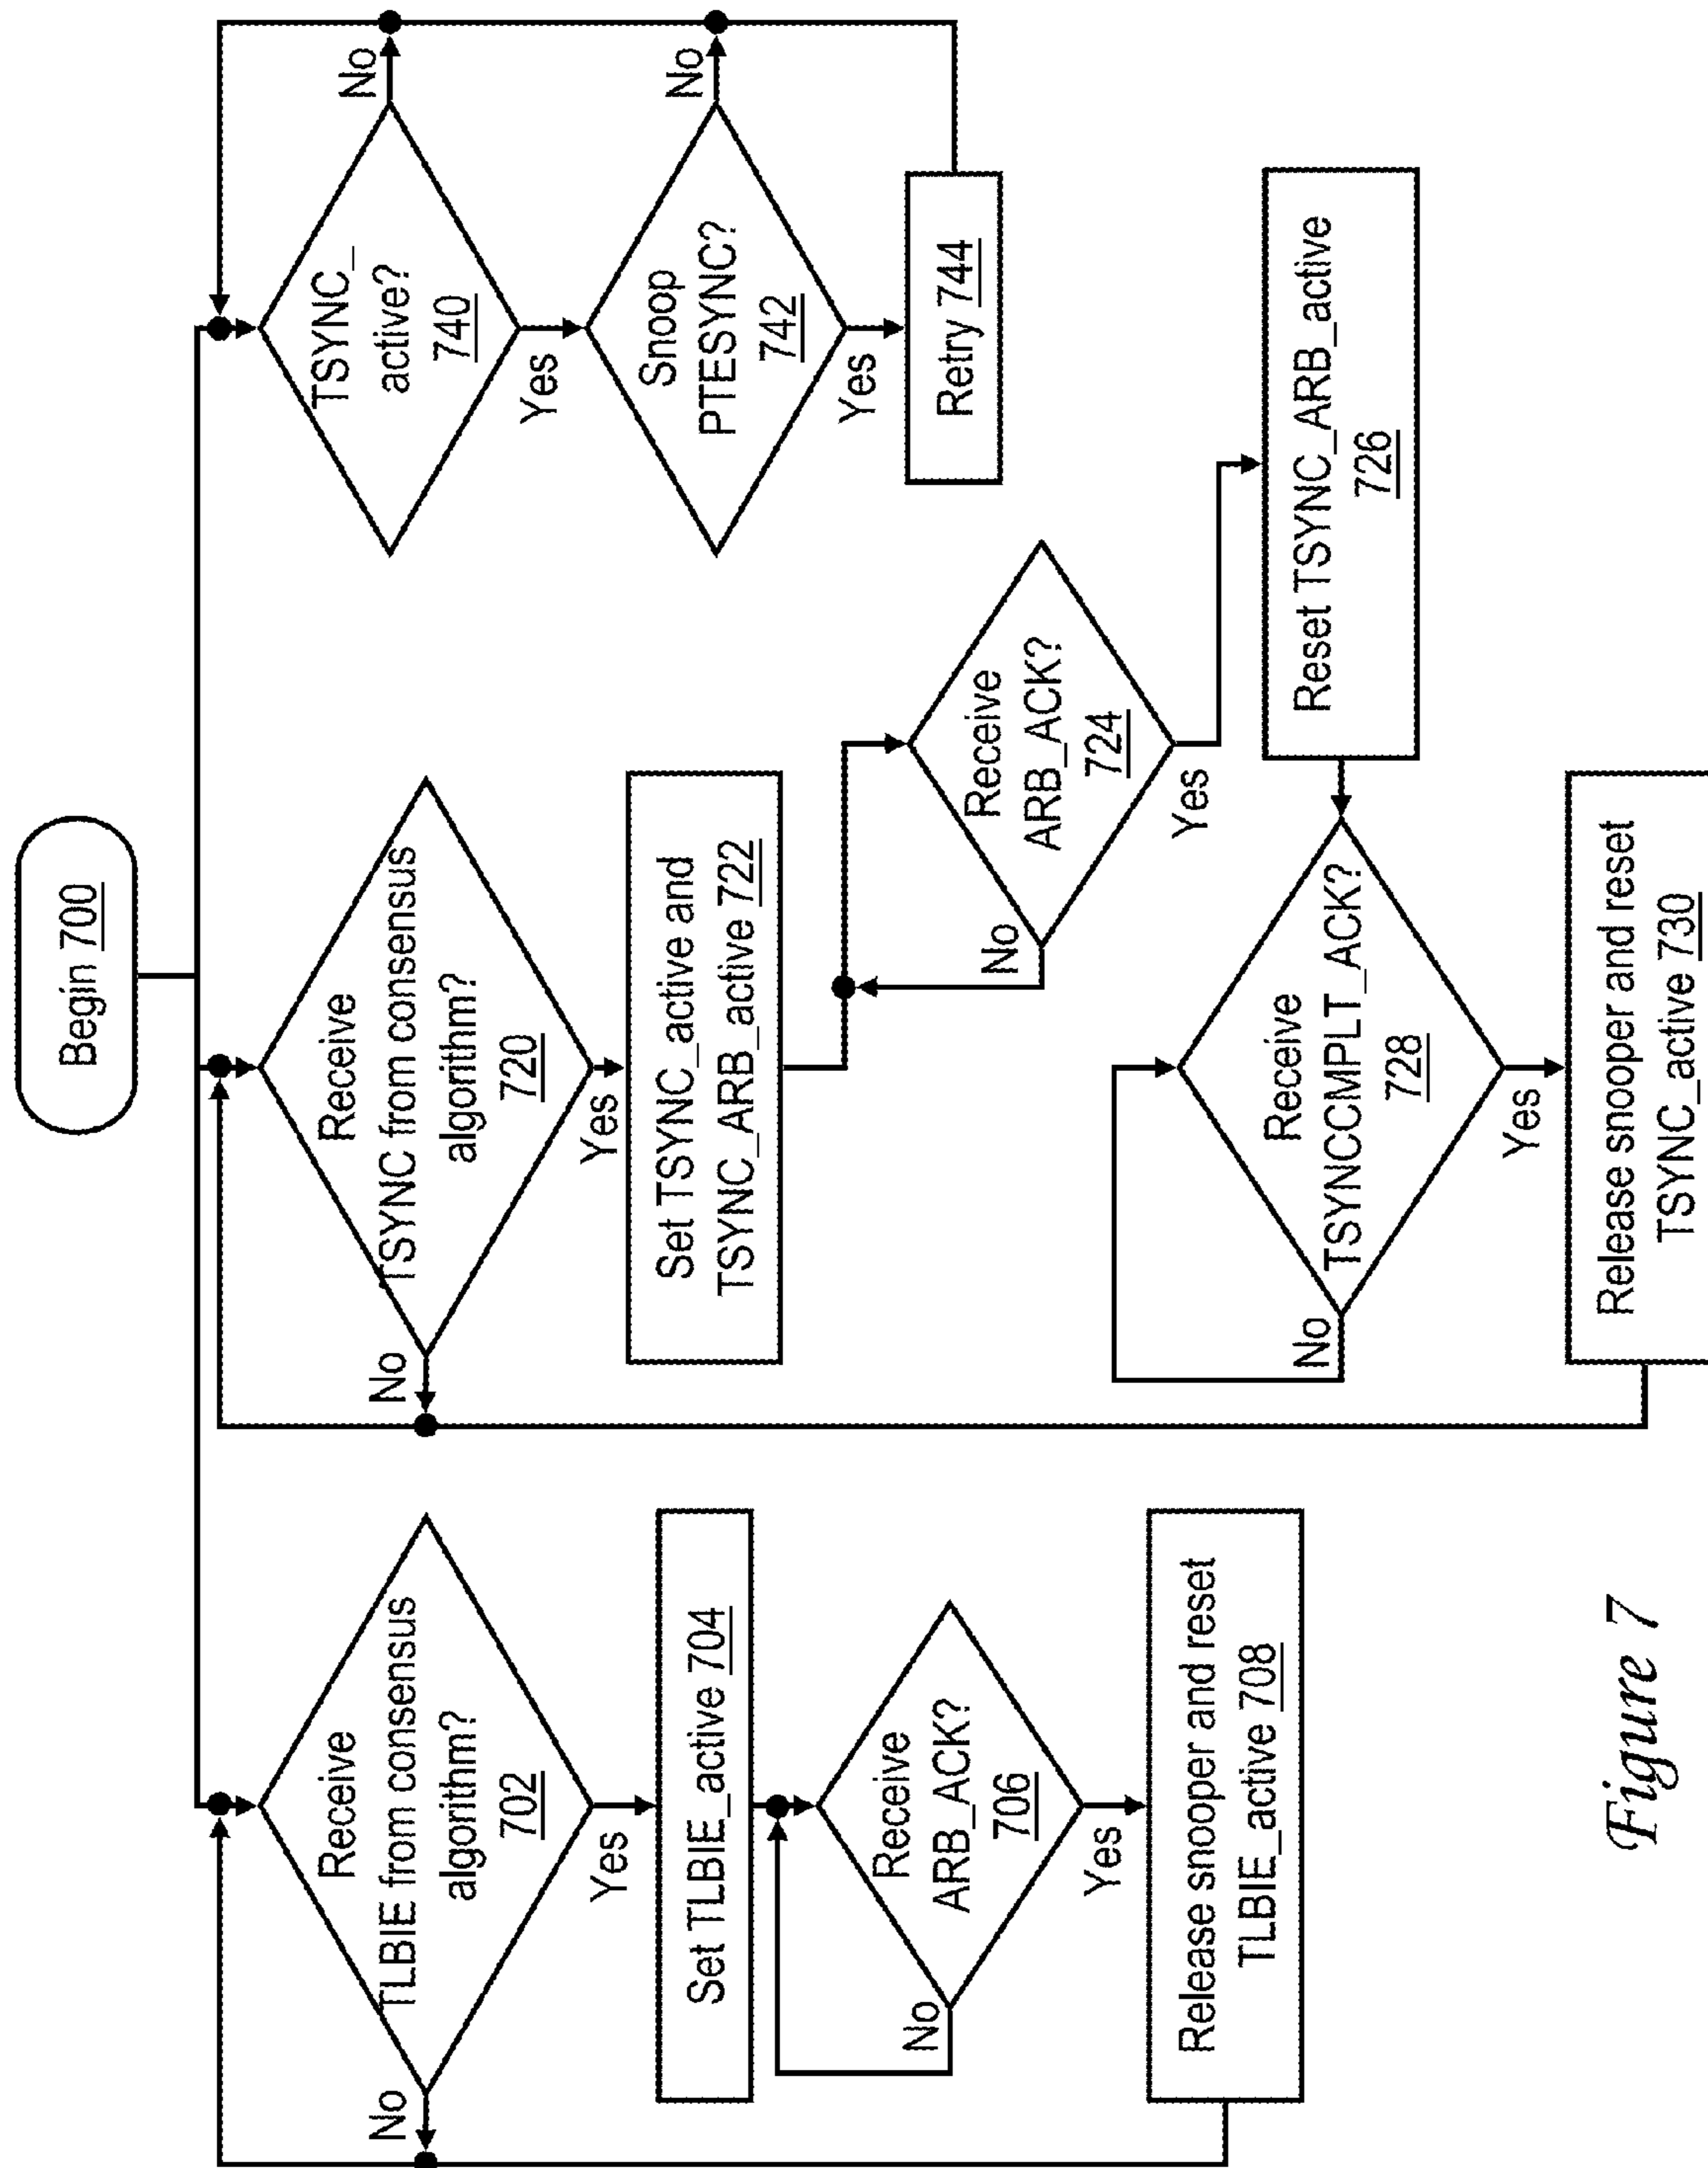 Begin 700
Receive
TLBIE from consensus
algorithm?
702
No
Yes
Set TLBIE_active 704
Receive
ARB_ACK?
706
No
Yes
Release snooper and reset
TLBIE_active 708
Receive
TSYNC from consensus
algorithm?
720
No
Yes
Set TSYNC_active and
TSYNC_ARB_active 722
Receive
ARB_ACK?
724
No
Yes
Reset TSYNC_ARB_active
726
Receive
TSYNCCMPLT_ACK?
728
No
Yes
Release snooper and reset
TSYNC_active 730
TSYNC_
active?
740
No
Yes
Snoop
PTESYNC?
742
No
Yes
Retry 744
Figure 7